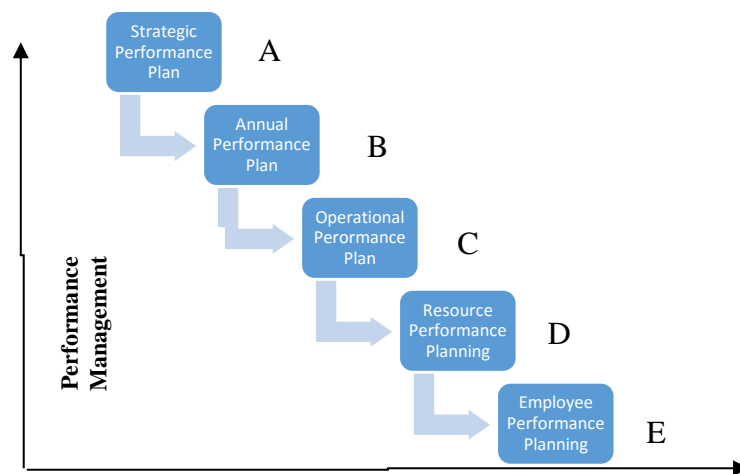 Strategic
Performance
Plan
A
Annual
Performance
Plan
B
Operational
Perormance
Plan
C
Resource
Performance
Planning
D
Employee
Performance
Planning
E
Performance
Management